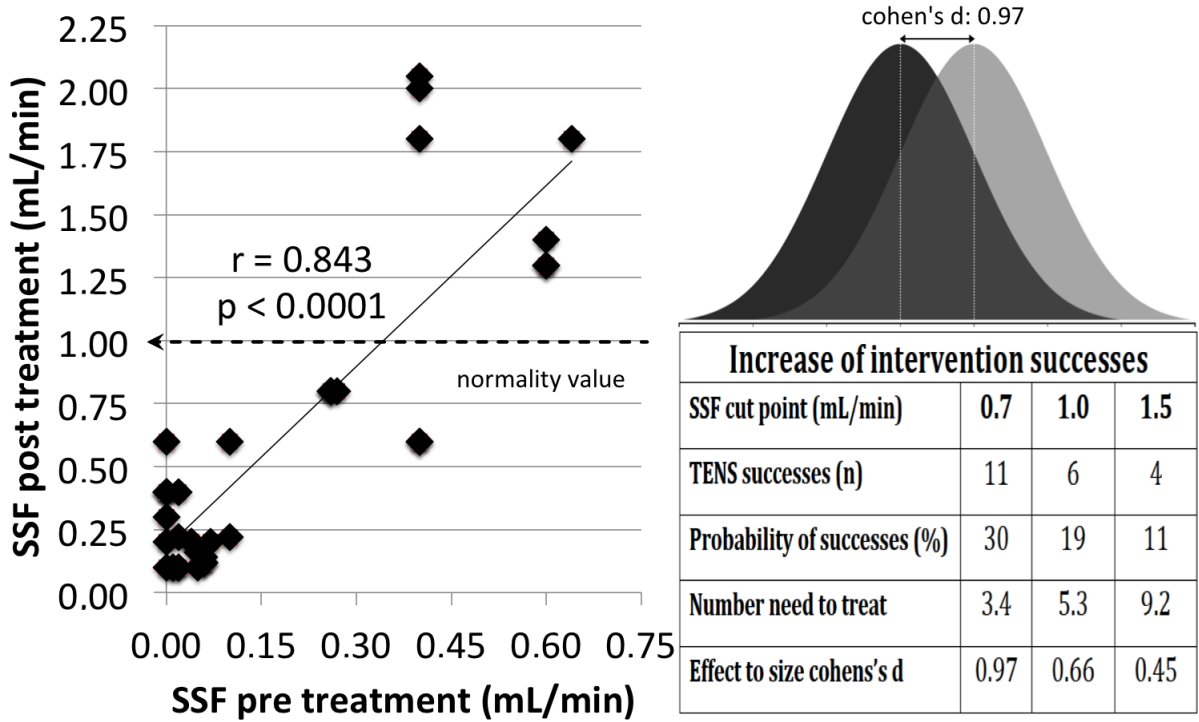 cohen's d: 0.97
2.25
2.00
1.75
1.50
1.25
1.00
0.75
0.50
0.25
0.00
SSF post treatment (mL/min)
r = 0.843
p < 0.0001
normality value
0.00 0.15 0.30 0.45 0.60 0.75
SSF pre treatment (mL/min)
Increase of intervention successes
SSF cut point (mL/min) 0.7 1.0 1.5
TENS successes (n) 11 6 4
Probability of successes (%) 30 19 11
Number need to treat 3.4 5.3 9.2
Effect to size cohens's d 0.97 0.66 0.45